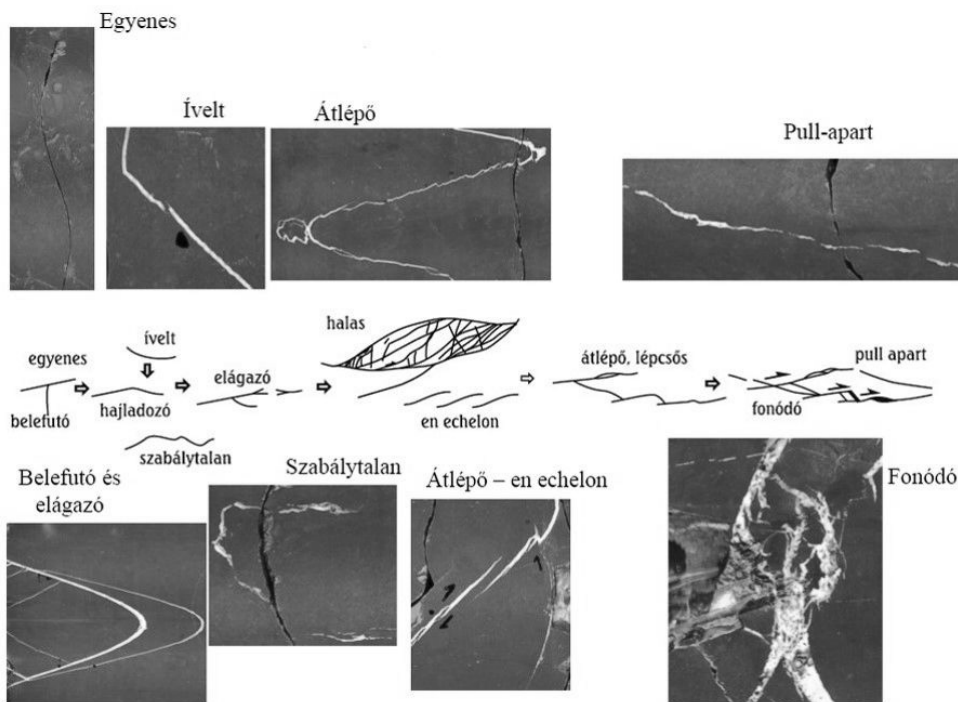 Egyenes
Ívelt
Átlépő
Pull-apart
egyenes
belefutó
ívelt
hajladozó
szabálytalan
elágazó
halas
en echelon
átlépő, lépcsős
pull apart
fonódó
Belefutó és
elágazó
Szabálytalan
Átlépő – en echelon
Fonódó